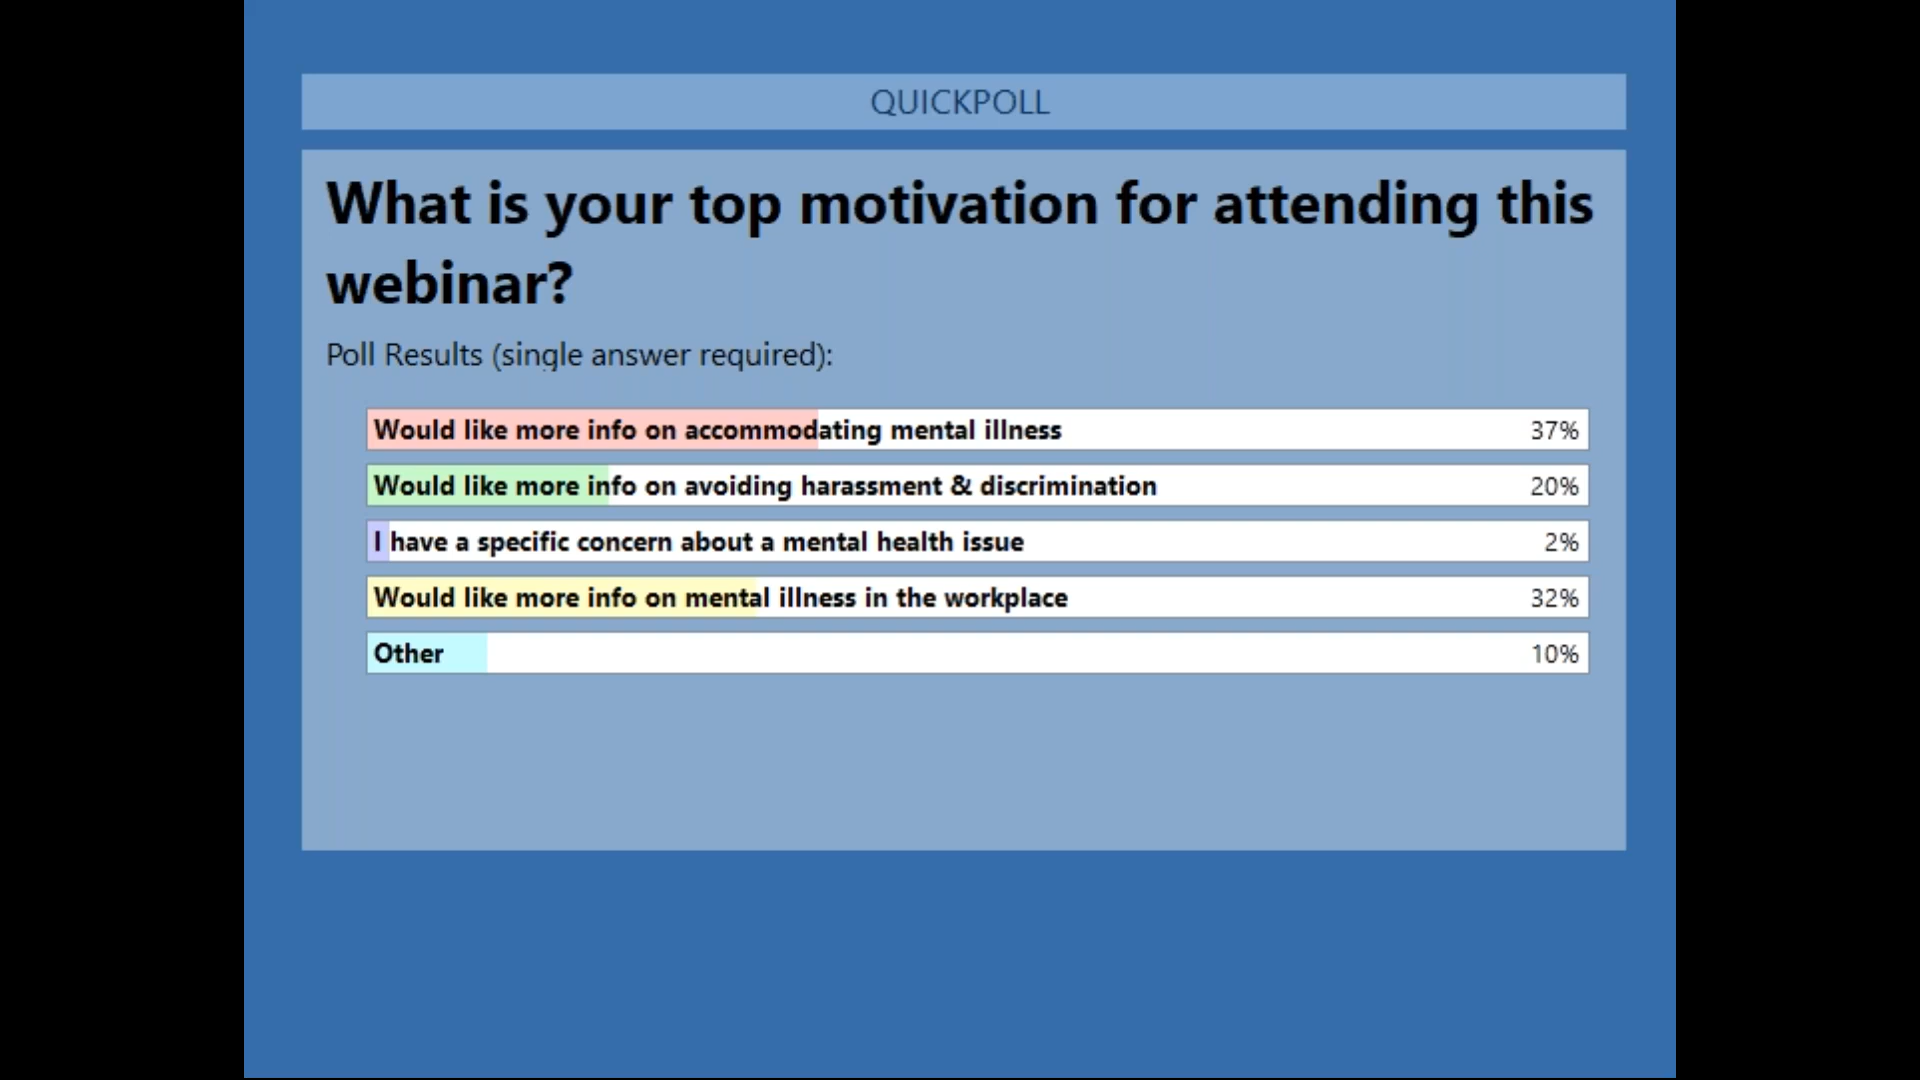 QUICKPOLL
What is your top motivation for attending this
webinar?
Poll Results (single answer required):
Would like more info on accommodating mental illness 37%
Would like more info on avoiding harassment & discrimination 20%
I have a specific concern about a mental health issue 2%
Would like more info on mental illness in the workplace 32%
Other 10%